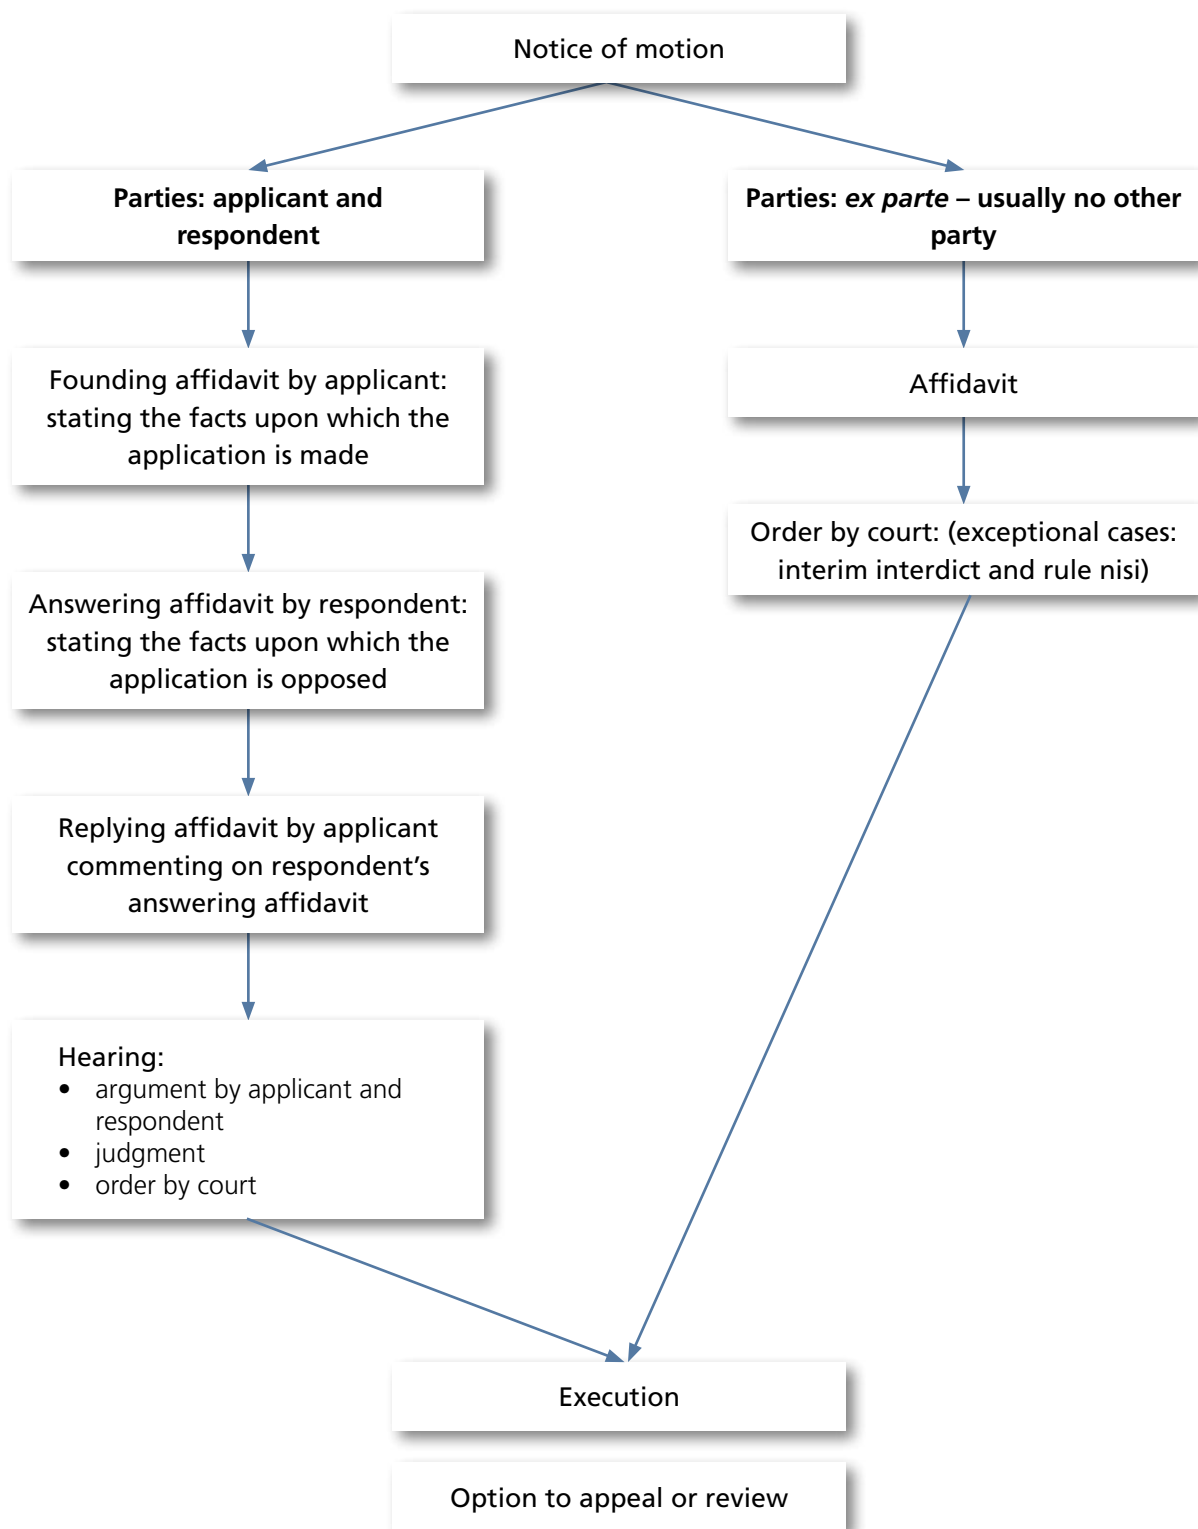 Notice of motion
Parties: applicant and
respondent
Parties: ex parte – usually no other
party
Founding affidavit by applicant:
stating the facts upon which the
application is made
Affidavit
Order by court: (exceptional cases:
interim interdict and rule nisi)
Answering affidavit by respondent:
stating the facts upon which the
application is opposed
Replying affidavit by applicant
commenting on respondent’s
answering affidavit
Hearing:
• argument by applicant and
respondent
• judgment
• order by court
Execution
Option to appeal or review